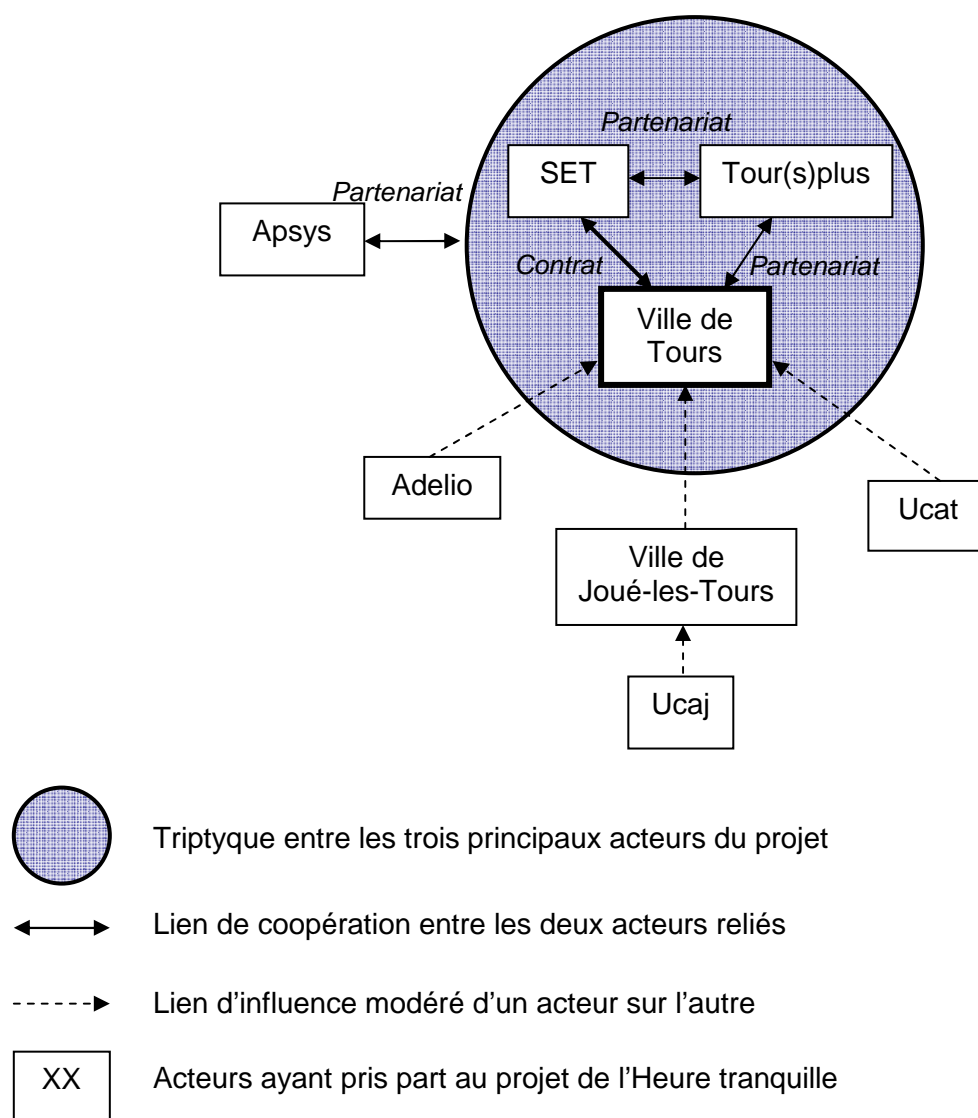 Partenariat
SET
Tour(s)plus
Partenariat
Apsys
Contrat
Partenariat
Ville de
Tours
Adelio
Ucat
Ville de
Joué-les-Tours
Ucaj
Triptyque entre les trois principaux acteurs du projet
Lien de coopération entre les deux acteurs reliés
Lien d'influence modéré d'un acteur sur l'autre
XX
Acteurs ayant pris part au projet de l'Heure tranquille